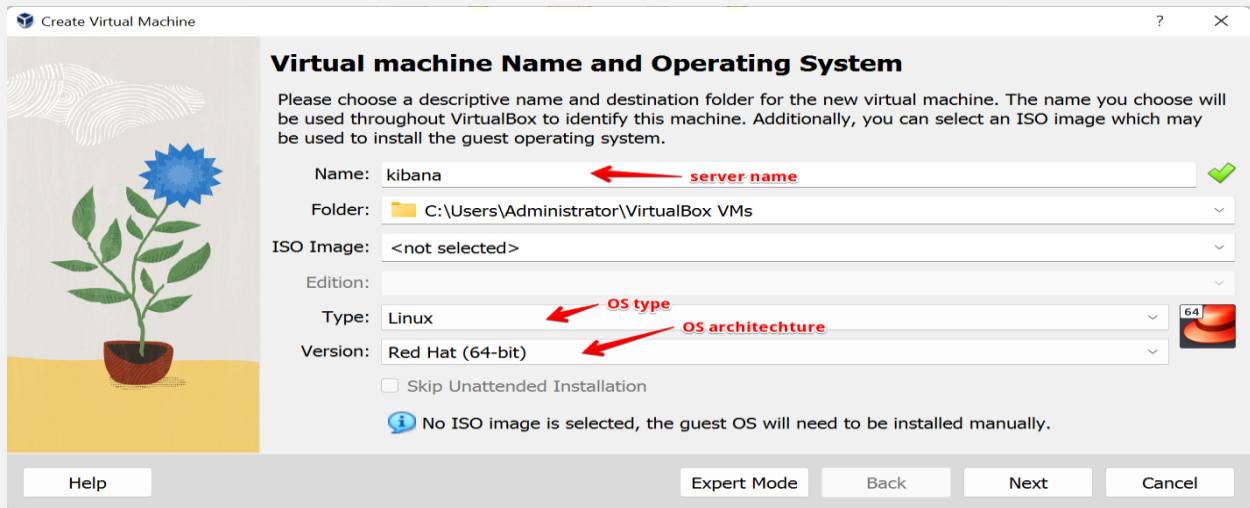 Create Virtual Machine ?
Virtual machine Name and Operating System
Please choose a descriptive name and destination folder for the new virtual machine. The name you choose will
be used throughout VirtualBox to identify this machine. Additionally, you can select an ISO image which may
be used to install the guest operating system.
Name: kibana server name
Folder: C:\Users\Administrator\VirtualBox VMs
ISO Image: <not selected>
Edition:
OS type
Type: Linux 64
OS architechture
Version: Red Hat (64-bit)
Skip Unattended Installation
No ISO image is selected, the guest OS will need to be installed manually.
Help Expert Mode Back Next Cancel